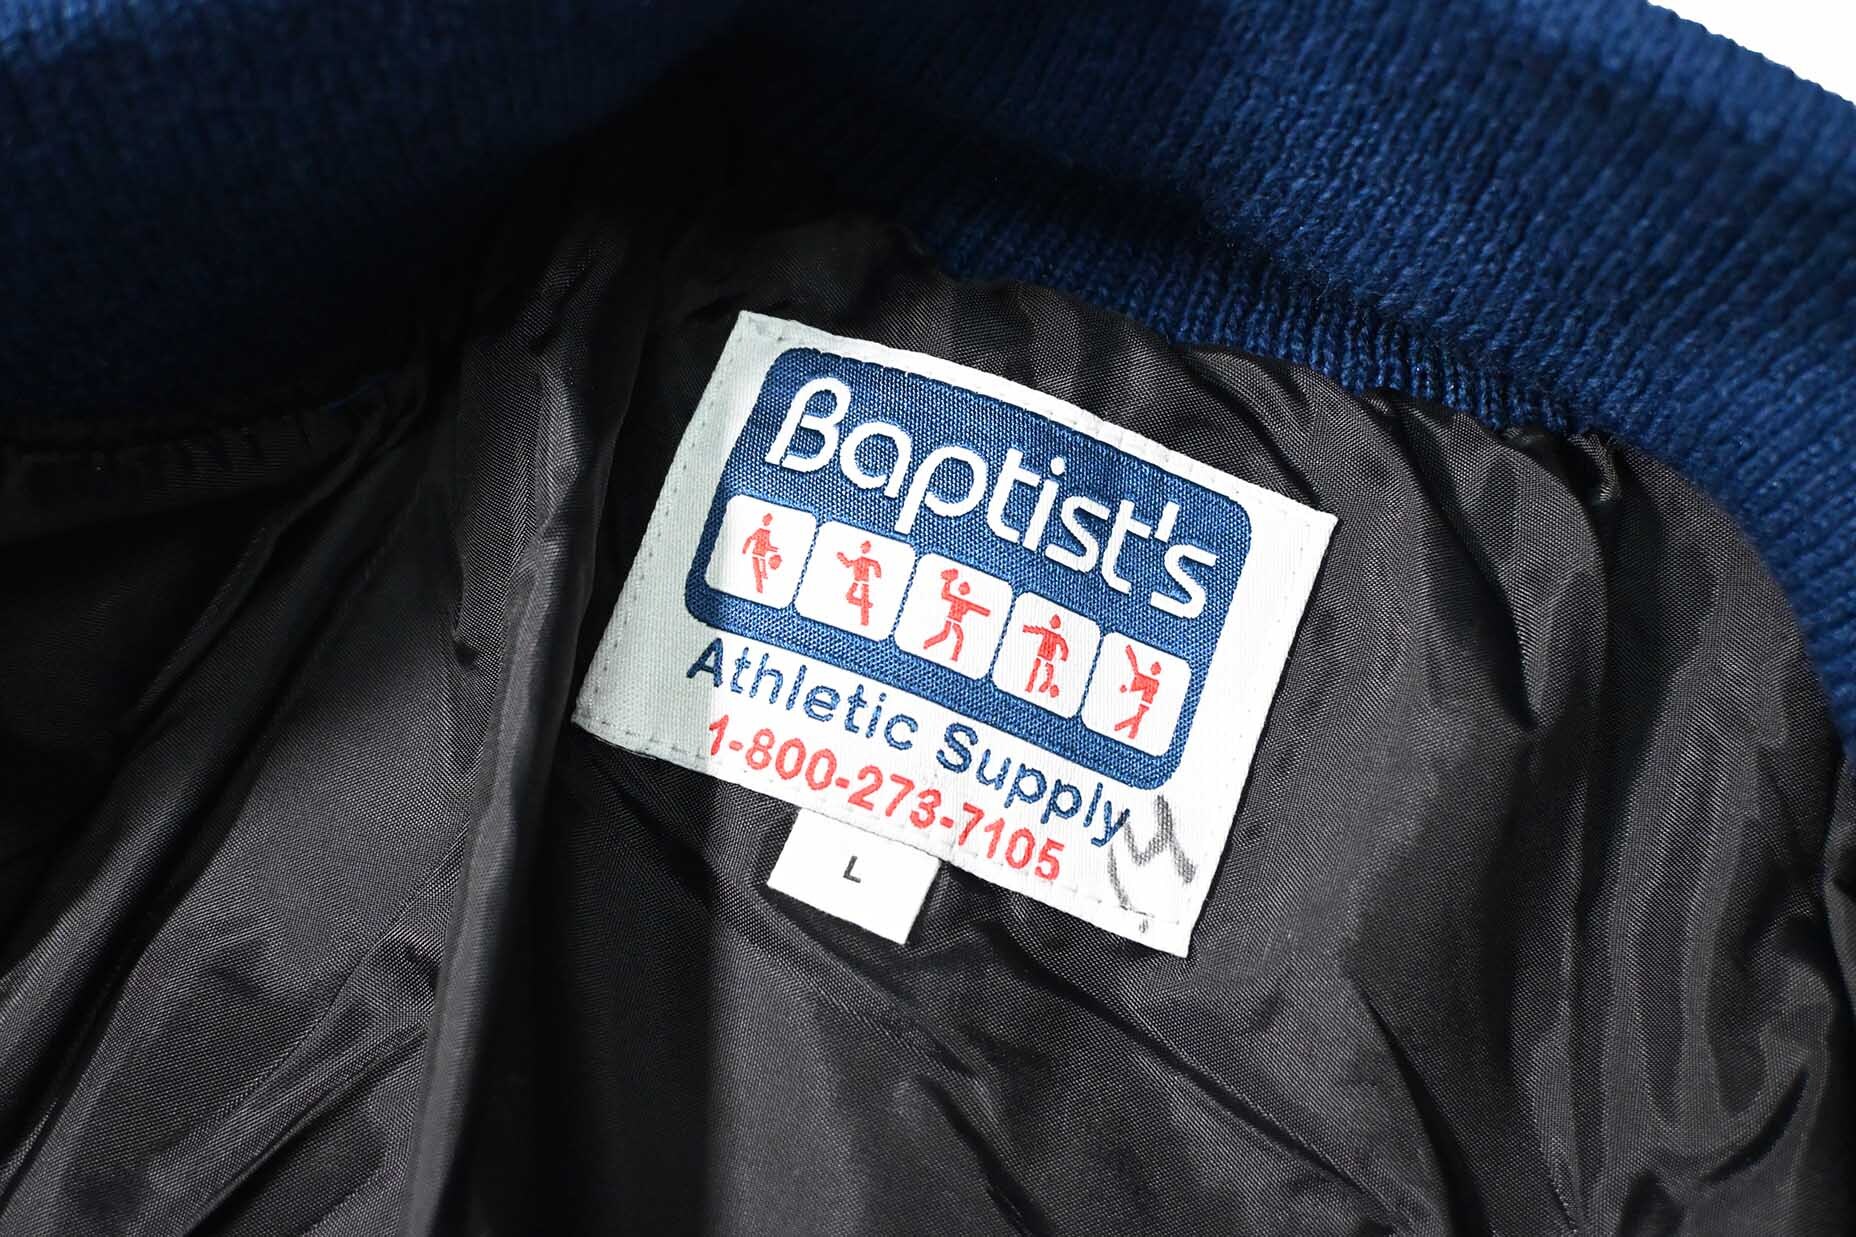 Baptist's
Athletic Supply
1-800-273-7105
L